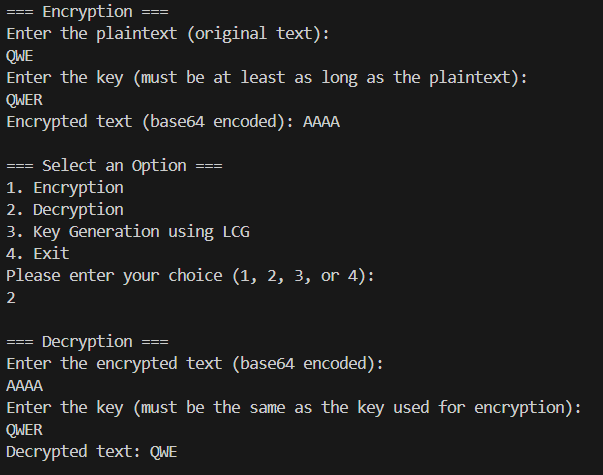 === Encryption ===
Enter the plaintext (original text):
QWE
Enter the key (must be at least as long as the plaintext):
QWER
Encrypted text (base64 encoded): AAAA
=== Select an Option ===
1. Encryption
2. Decryption
3. Key Generation using LCG
4. Exit
Please enter your choice (1, 2, 3, or 4):
2
=== Decryption ===
Enter the encrypted text (base64 encoded):
AAAA
Enter the key (must be the same as the key used for encryption):
QWER
Decrypted text: QWE